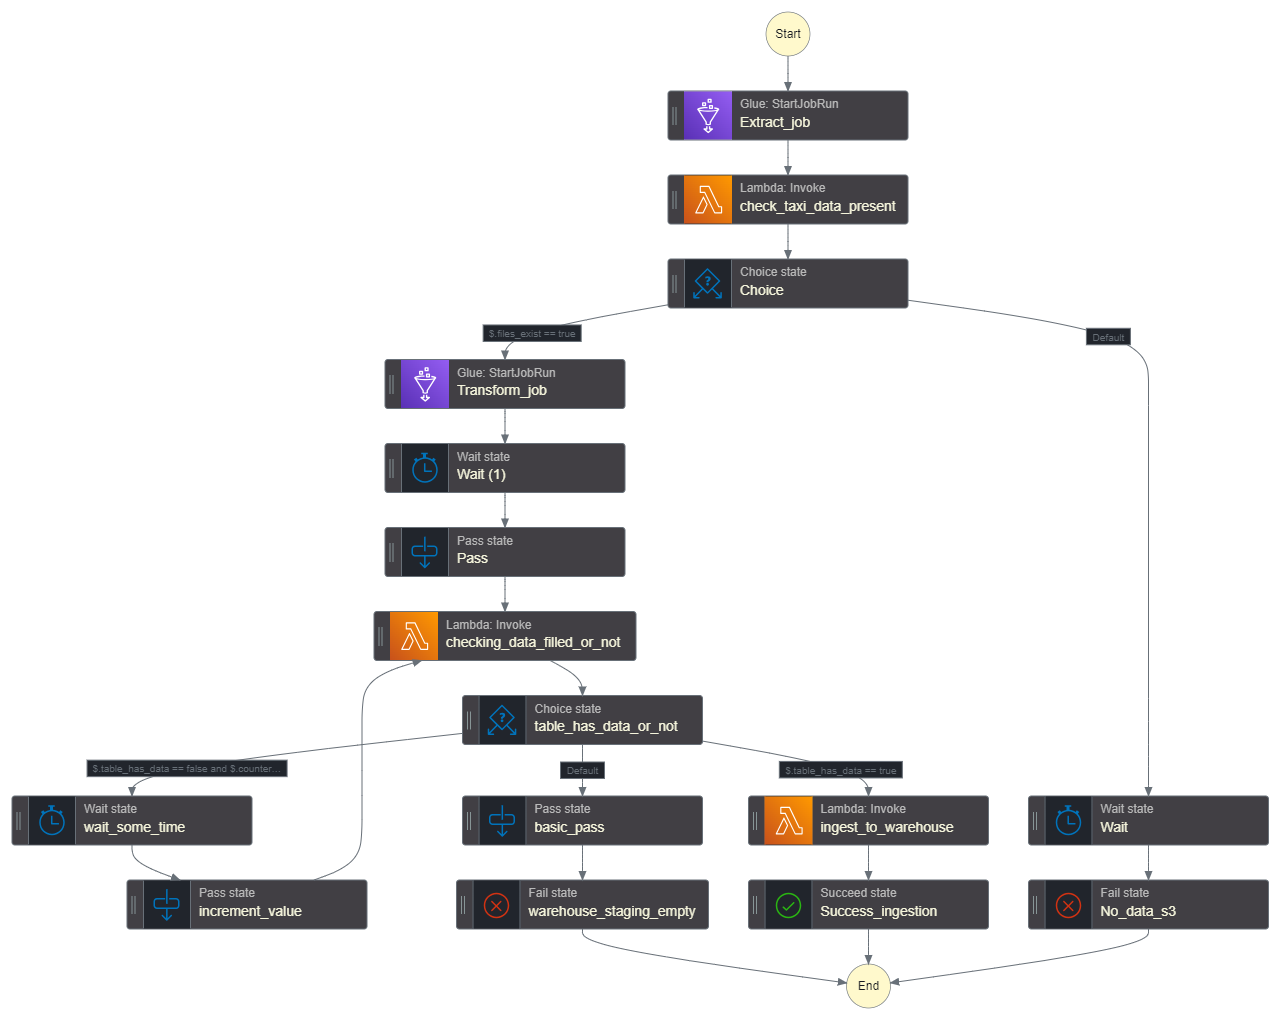 Start
Glue: StartJobRun
Extract_job
Lambda: Invoke
check_taxi_data_present
Choice state
Choice
$.files_exist == true
Default
Glue: StartJobRun
Transform_job
Wait state
Wait (1)
Pass state
Pass
Lambda: Invoke
checking_data_filled_or_not
Choice state
table_has_data_or_not
$.table_has_data == false and $.counter...
Default
$.table_has_data == true
Wait state
wait_some_time
Pass state
basic_pass
Lambda: Invoke
ingest_to_warehouse
Wait state
Wait
Pass state
increment_value
Fail state
warehouse_staging_empty
Succeed state
Success_ingestion
Fail state
No_data_s3
End